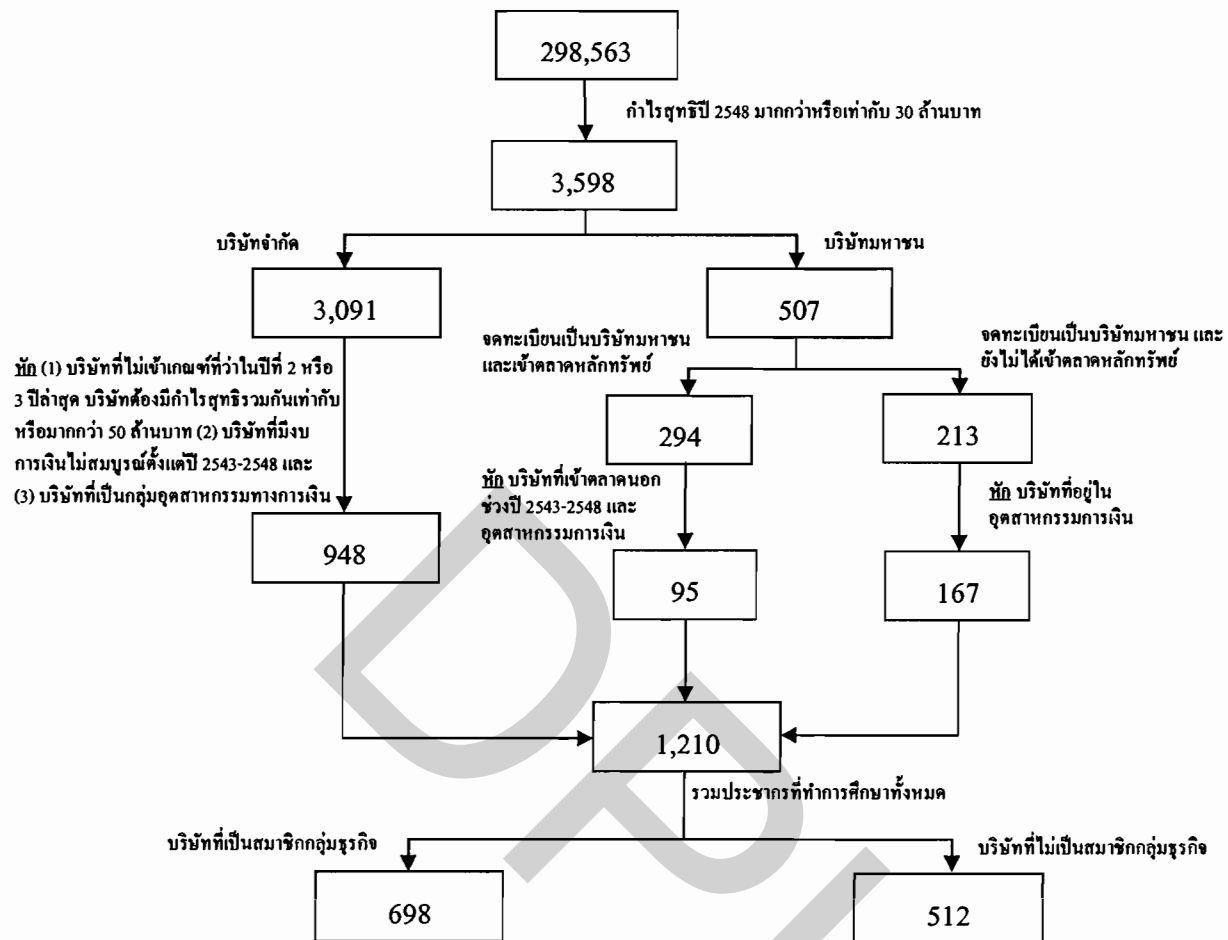 298,563
กำไรสุทธิปี 2548 มากกว่าหรือเท่ากับ 30 ล้านบาท
3,598
บริษัทจำกัด
บริษัทมหาชน
3,091
507
หัก (1) บริษัทที่ไม่เข้าเกณฑ์ที่ว่าในปีที่ 2 หรือ
3 ปีล่าสุด บริษัทต้องมีกำไรสุทธิรวมกันเท่ากับ
หรือมากกว่า 50 ล้านบาท (2) บริษัทที่มีงบ
การเงินไม่สมบูรณ์ตั้งแต่ปี 2543-2548 และ
(3) บริษัทที่เป็นกลุ่มอุตสาหกรรมทางการเงิน
จดทะเบียนเป็นบริษัทมหาชน
และเข้าตลาดหลักทรัพย์
จดทะเบียนเป็นบริษัทมหาชน และ
ยังไม่ได้เข้าตลาดหลักทรัพย์
294
213
หัก บริษัทที่เข้าตลาดนอก
ช่วงปี 2543-2548 และ
อุตสาหกรรมการเงิน
หัก บริษัทที่อยู่ใน
อุตสาหกรรมการเงิน
948
95
167
1,210
รวมประชากรที่ทำการศึกษาทั้งหมด
บริษัทที่เป็นสมาชิกกลุ่มธุรกิจ
บริษัทที่ไม่เป็นสมาชิกกลุ่มธุรกิจ
698
512